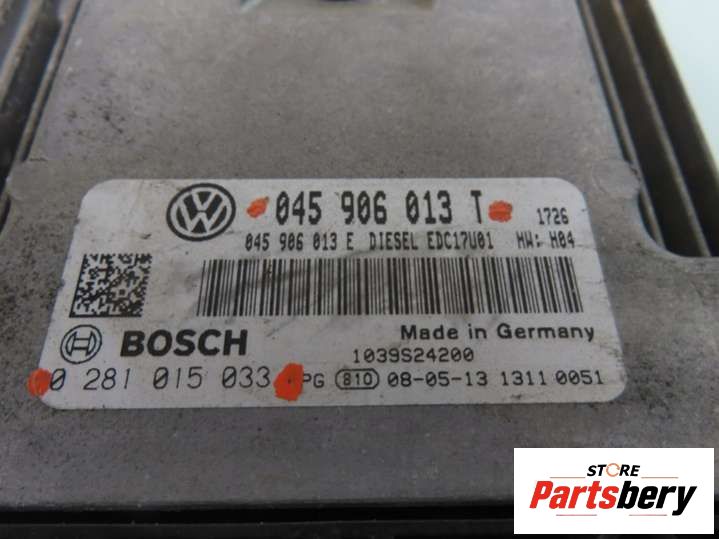 045 906 013 T 1726
045 906 013 E DIESEL EDC17U01 HW: H04
Made in Germany
BOSCH
1039S24200
0 281 015 033 PG 810 08-05-13 1311 0051
STORE
Partsbery